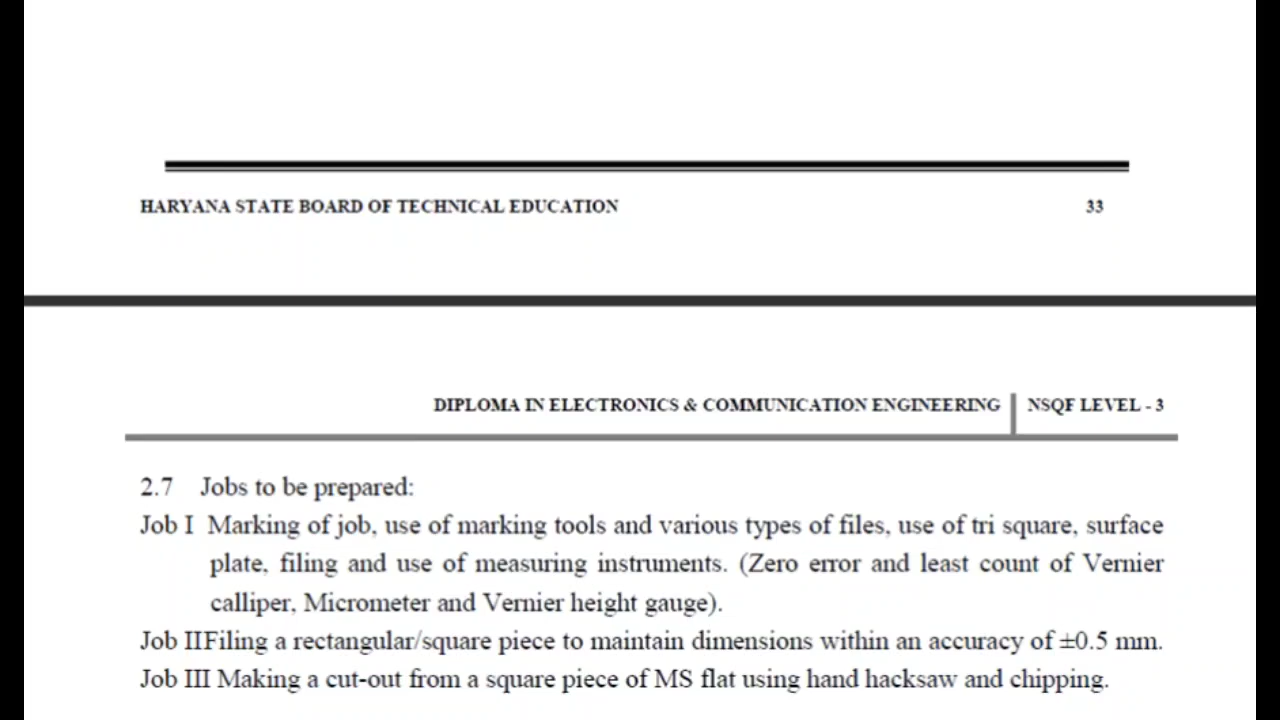 HARYANA STATE BOARD OF TECHNICAL EDUCATION 33
DIPLOMA IN ELECTRONICS & COMMUNICATION ENGINEERING NSQF LEVEL - 3
2.7 Jobs to be prepared:
Job I Marking of job, use of marking tools and various types of files, use of tri square, surface
plate, filing and use of measuring instruments. (Zero error and least count of Vernier
calliper, Micrometer and Vernier height gauge).
Job IIFiling a rectangular/square piece to maintain dimensions within an accuracy of ±0.5 mm.
Job III Making a cut-out from a square piece of MS flat using hand hacksaw and chipping.